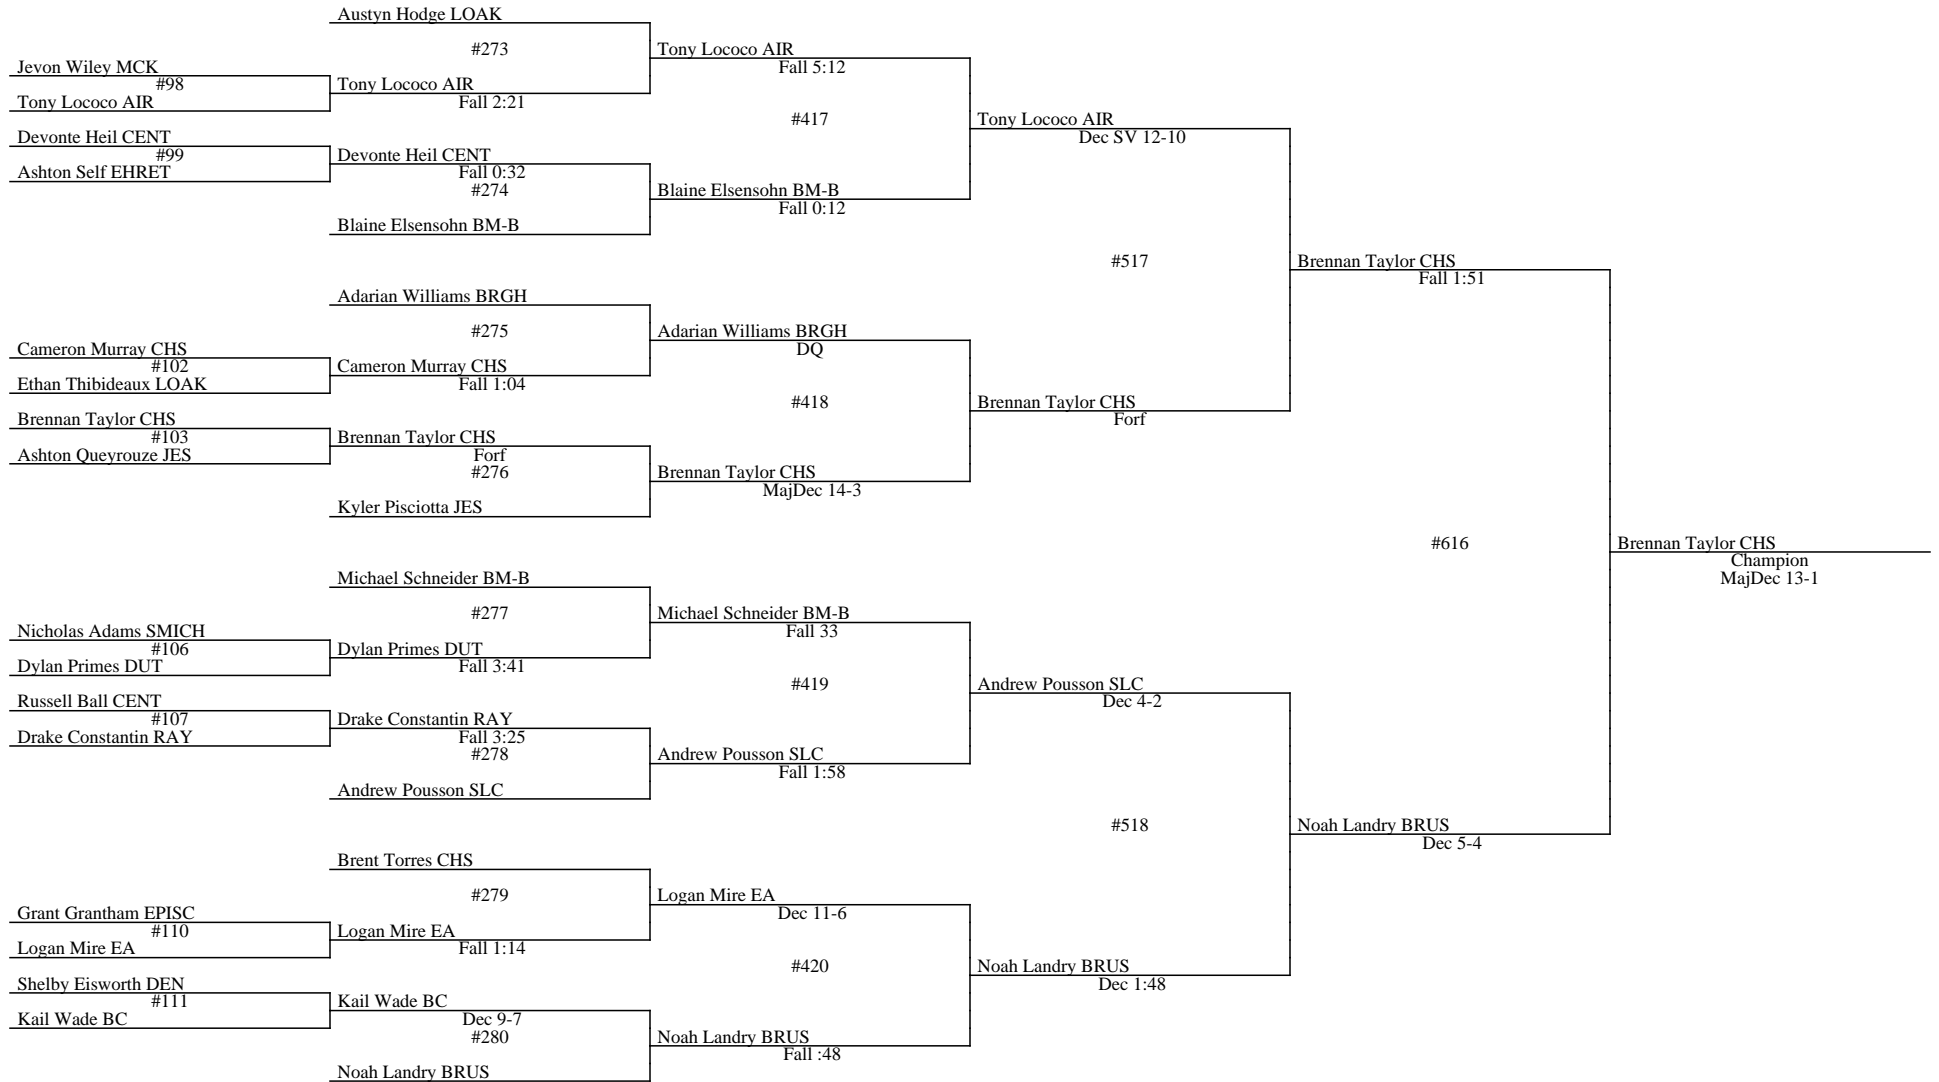 Austyn Hodge LOAK
#273
Tony Lococo AIR
Fall 5:12
Jevon Wiley MCK
#98
Tony Lococo AIR
Tony Lococo AIR
Fall 2:21
#417
Tony Lococo AIR
Dec SV 12-10
Devonte Heil CENT
#99
Ashton Self EHRET
Devonte Heil CENT
Fall 0:32
#274
Blaine Elsensohn BM-B
Blaine Elsensohn BM-B
Fall 0:12
#517
Brennan Taylor CHS
Fall 1:51
Adarian Williams BRGH
#275
Adarian Williams BRGH
DQ
Cameron Murray CHS
#102
Ethan Thibideaux LOAK
Cameron Murray CHS
Fall 1:04
#418
Brennan Taylor CHS
Forf
Brennan Taylor CHS
#103
Ashton Queyrouze JES
Brennan Taylor CHS
Forf
#276
Kyler Pisciotta JES
Brennan Taylor CHS
MajDec 14-3
#616
Brennan Taylor CHS
Champion
MajDec 13-1
Michael Schneider BM-B
#277
Michael Schneider BM-B
Fall 33
Nicholas Adams SMICH
#106
Dylan Primes DUT
Dylan Primes DUT
Fall 3:41
#419
Andrew Pousson SLC
Dec 4-2
Russell Ball CENT
#107
Drake Constantin RAY
Drake Constantin RAY
Fall 3:25
#278
Andrew Pousson SLC
Andrew Pousson SLC
Fall 1:58
#518
Noah Landry BRUS
Dec 5-4
Brent Torres CHS
#279
Logan Mire EA
Dec 11-6
Grant Grantham EPISC
#110
Logan Mire EA
Logan Mire EA
Fall 1:14
#420
Noah Landry BRUS
Dec 1:48
Shelby Eisworth DEN
#111
Kail Wade BC
Kail Wade BC
Dec 9-7
#280
Noah Landry BRUS
Noah Landry BRUS
Fall :48